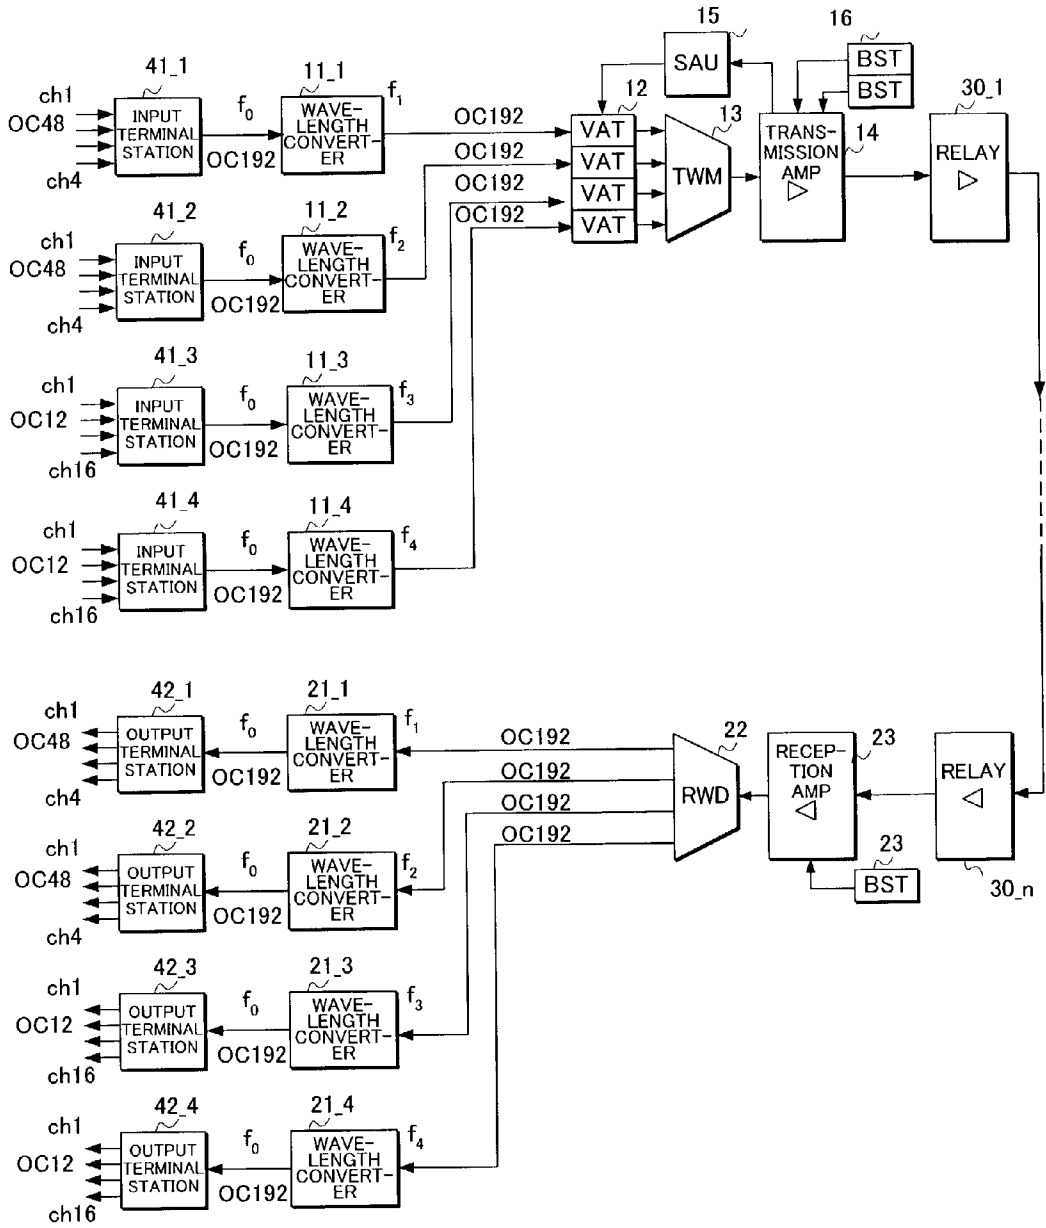 15
16
SAU
BST
BST
41_1
11_1
f1
12
13
14
30_1
ch1
OC48
ch4
INPUT
TERMINAL
STATION
f0
OC192
WAVE-
LENGTH
CONVERT-
ER
OC192
OC192
OC192
OC192
VAT
VAT
VAT
VAT
TWM
TRANS-
MISSION
AMP
RELAY
41_2
11_2
f2
ch1
OC48
ch4
INPUT
TERMINAL
STATION
f0
OC192
WAVE-
LENGTH
CONVERT-
ER
41_3
11_3
f3
ch1
OC12
ch16
INPUT
TERMINAL
STATION
f0
OC192
WAVE-
LENGTH
CONVERT-
ER
41_4
11_4
f4
ch1
OC12
ch16
INPUT
TERMINAL
STATION
f0
OC192
WAVE-
LENGTH
CONVERT-
ER
42_1
21_1
f1
ch1
OC48
ch4
OUTPUT
TERMINAL
STATION
f0
OC192
WAVE-
LENGTH
CONVERT-
ER
OC192
OC192
OC192
OC192
22
RWD
RECEP-
TION
AMP
23
RELAY
30_n
23
BST
42_2
21_2
f2
ch1
OC48
ch4
OUTPUT
TERMINAL
STATION
f0
OC192
WAVE-
LENGTH
CONVERT-
ER
42_3
21_3
f3
ch1
OC12
ch16
OUTPUT
TERMINAL
STATION
f0
OC192
WAVE-
LENGTH
CONVERT-
ER
42_4
21_4
f4
ch1
OC12
ch16
OUTPUT
TERMINAL
STATION
f0
OC192
WAVE-
LENGTH
CONVERT-
ER